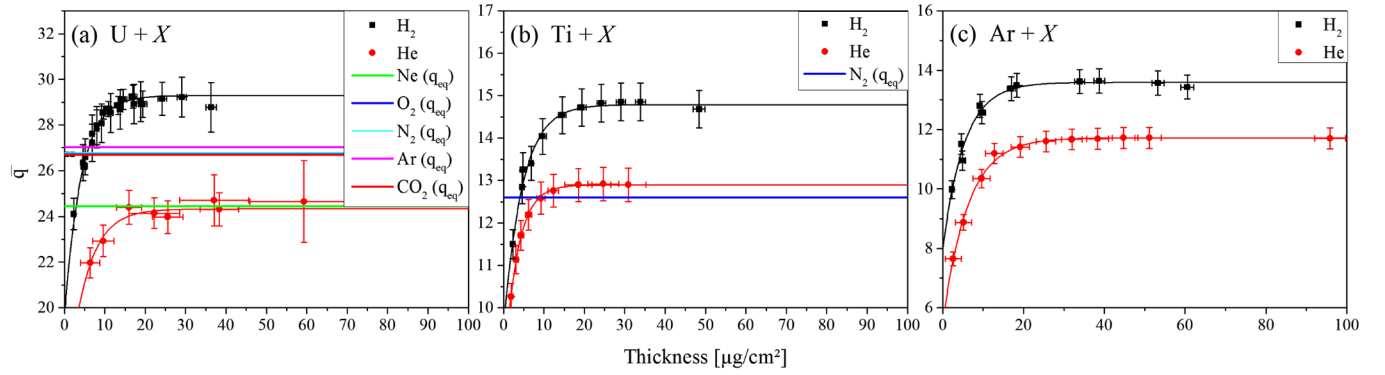 (a) U + X
H₂
He
Ne (qeq)
O₂ (qeq)
N₂ (qeq)
Ar (qeq)
CO₂ (qeq)
q̅
20 22 24 26 28 30 32
0 10 20 30 40 50 60 70 80 90 100
(b) Ti + X
H₂
He
N₂ (qeq)
10 11 12 13 14 15 16 17
0 10 20 30 40 50 60 70 80 90 100
(c) Ar + X
H₂
He
6 8 10 12 14 16
0 20 40 60 80 100
Thickness [µg/cm²]